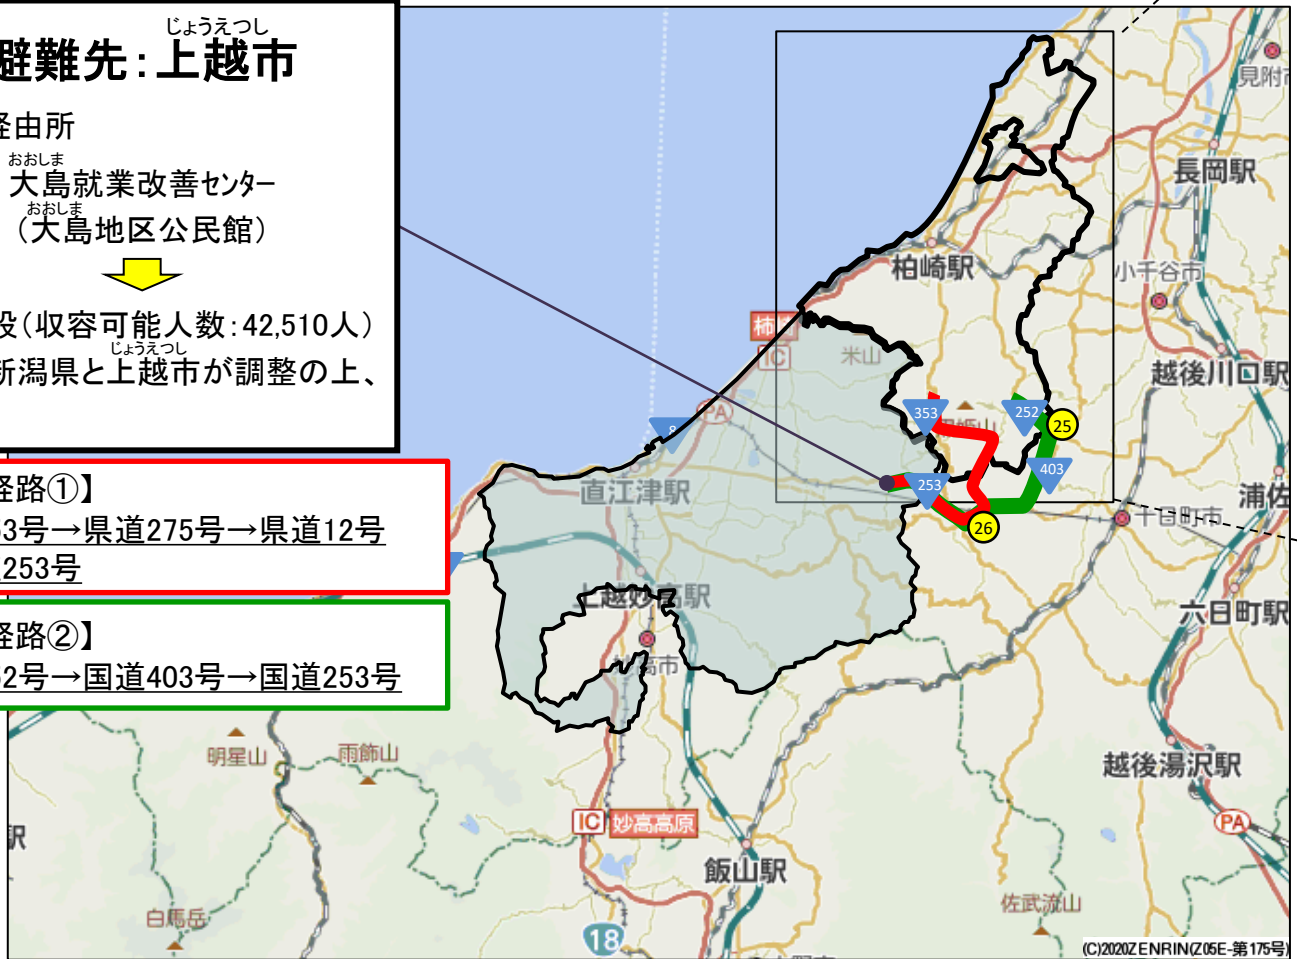 じょうえつし
避難先：上越市
経由所
おおしま
大島就業改善センター
おおしま
（大島地区公民館）
設（収容可能人数：42,510人）
じょうえつし
新潟県と上越市が調整の上、
経路①】
53号→県道275号→県道12号
253号
経路②】
52号→国道403号→国道253号
見附市
長岡駅
柏崎駅
小千谷市
柿崎
IC
米山
越後川口駅
PA
8
353
252
25
403
253
26
直江津駅
浦佐
十日町市
上越妙高駅
妙高市
六日町駅
明星山
雨飾山
越後湯沢駅
IC
妙高高原
PA
駅
飯山駅
白馬岳
佐武流山
18
(C)2020ZENRIN(Z05E-第175号)